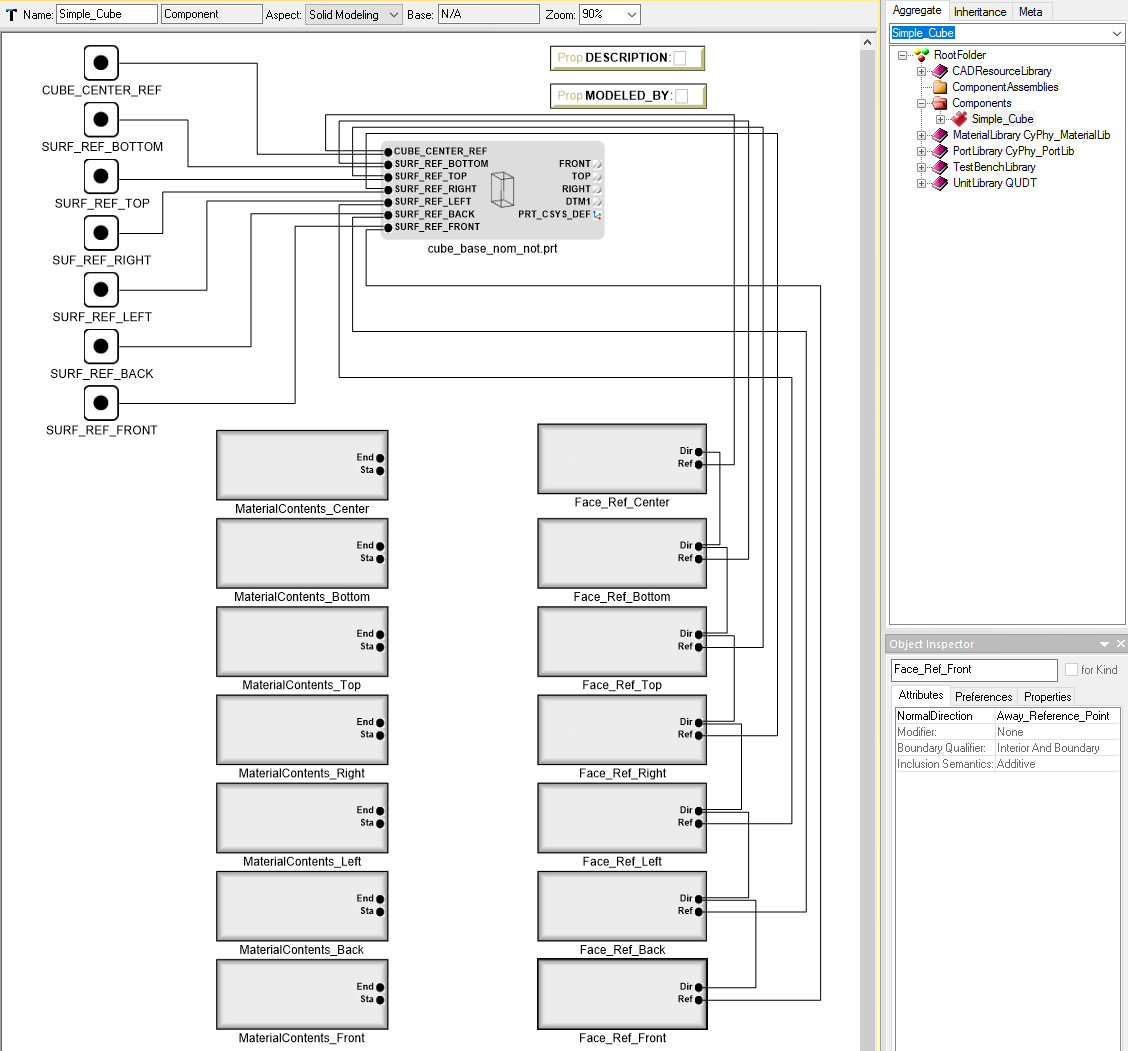 Name: Simple_Cube Component Aspect: Solid Modeling Base: N/A Zoom: 90%
CUBE_CENTER_REF
SURF_REF_BOTTOM
SURF_REF_TOP
SUF_REF_RIGHT
SURF_REF_LEFT
SURF_REF_BACK
SURF_REF_FRONT
Prop DESCRIPTION:
Prop MODELED_BY:
CUBE_CENTER_REF
SURF_REF_BOTTOM FRONT
SURF_REF_TOP TOP
SURF_REF_RIGHT RIGHT
SURF_REF_LEFT DTM1
SURF_REF_BACK PRT_CSYS_DEF
SURF_REF_FRONT
cube_base_nom_not.prt
End
Sta
MaterialContents_Center
End
Sta
MaterialContents_Bottom
End
Sta
MaterialContents_Top
End
Sta
MaterialContents_Right
End
Sta
MaterialContents_Left
End
Sta
MaterialContents_Back
End
Sta
MaterialContents_Front
Dir
Ref
Face_Ref_Center
Dir
Ref
Face_Ref_Bottom
Dir
Ref
Face_Ref_Top
Dir
Ref
Face_Ref_Right
Dir
Ref
Face_Ref_Left
Dir
Ref
Face_Ref_Back
Dir
Ref
Face_Ref_Front
Aggregate Inheritance Meta
Simple_Cube
RootFolder
CADResourceLibrary
ComponentAssemblies
Components
Simple_Cube
MaterialLibrary CyPhy_MaterialLib
PortLibrary CyPhy_PortLib
TestBenchLibrary
UnitLibrary QUDT
Object Inspector
Face_Ref_Front for Kind
Attributes Preferences Properties
NormalDirection Away_Reference_Point
Modifier: None
Boundary Qualifier: Interior And Boundary
Inclusion Semantics: Additive